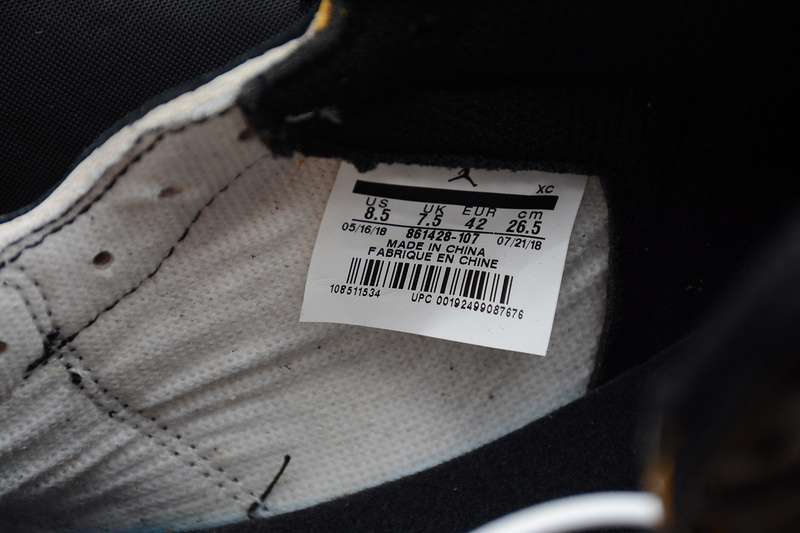 XC
US UK EUR cm
8.5 7.5 42 26.5
05/16/18 861428-107 07/21/18
MADE IN CHINA
FABRIQUE EN CHINE
108511534 UPC 00192499087676